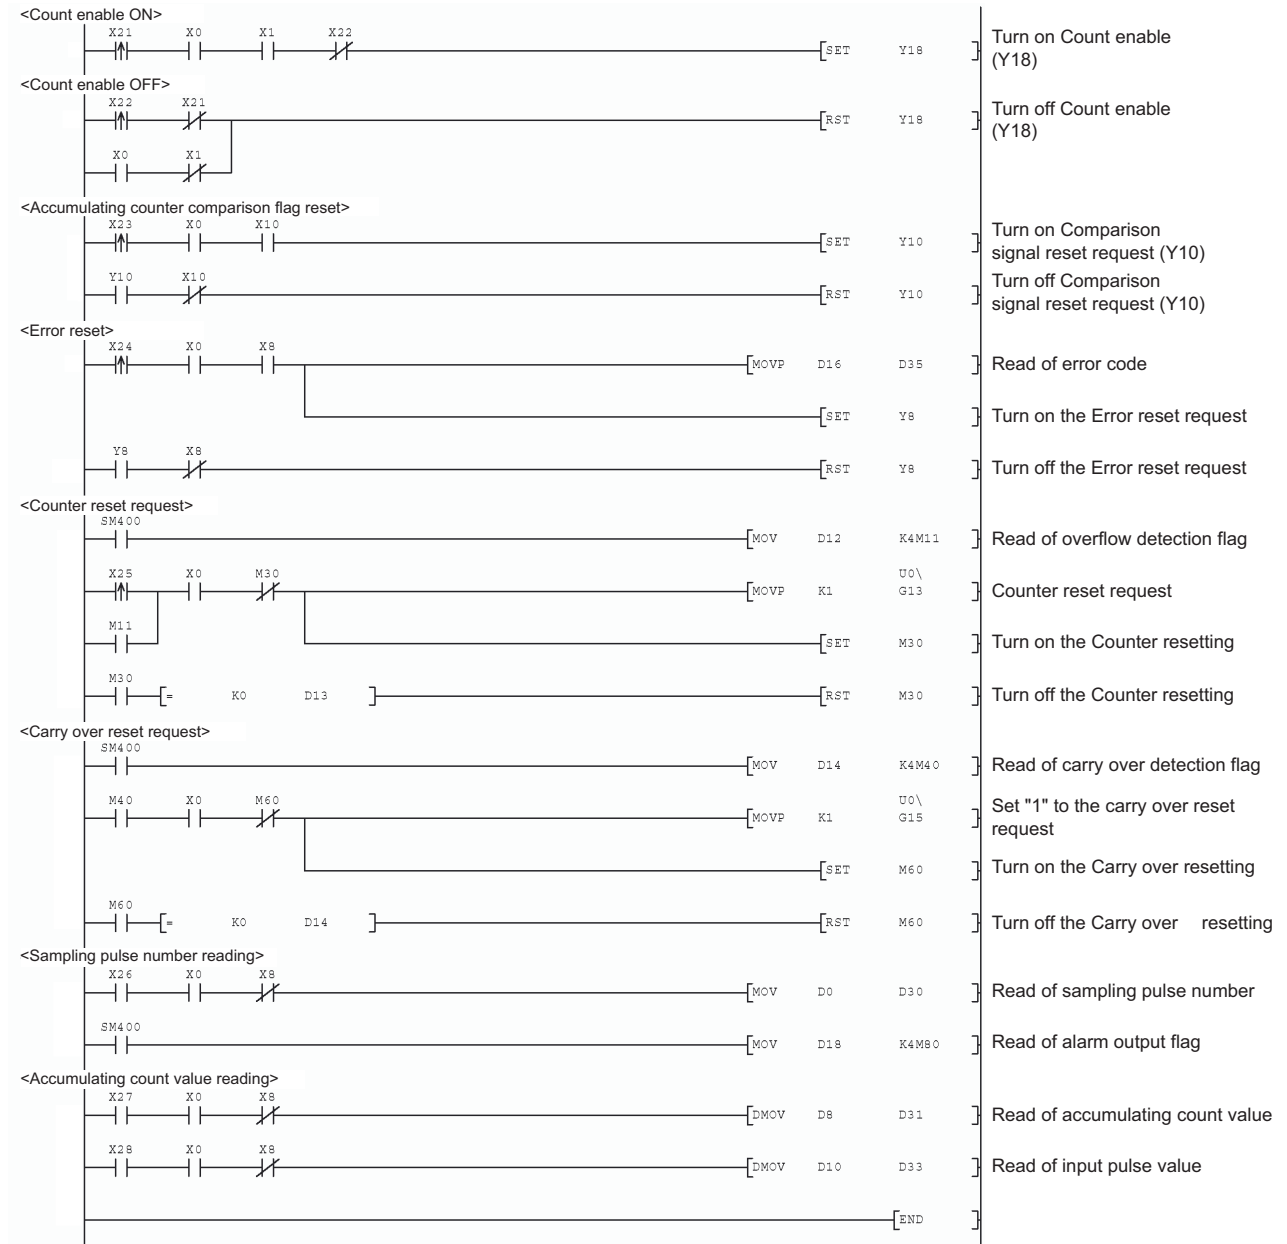 <Count enable ON>
X21 X0 X1 X22
SET Y18
Turn on Count enable
(Y18)
<Count enable OFF>
X22 X21
RST Y18
Turn off Count enable
(Y18)
X0 X1
<Accumulating counter comparison flag reset>
X23 X0 X10
SET Y10
Turn on Comparison
signal reset request (Y10)
Y10 X10
RST Y10
Turn off Comparison
signal reset request (Y10)
<Error reset>
X24 X0 X8
MOVP D16 D35
Read of error code
SET Y8
Turn on the Error reset request
Y8 X8
RST Y8
Turn off the Error reset request
<Counter reset request>
SM400
MOV D12 K4M11
Read of overflow detection flag
X25 X0 M30
U0\
MOVP K1 G13
Counter reset request
M11
SET M30
Turn on the Counter resetting
M30
= K0 D13
RST M30
Turn off the Counter resetting
<Carry over reset request>
SM400
MOV D14 K4M40
Read of carry over detection flag
M40 X0 M60
U0\
MOVP K1 G15
Set "1" to the carry over reset
request
SET M60
Turn on the Carry over resetting
M60
= K0 D14
RST M60
Turn off the Carry over resetting
<Sampling pulse number reading>
X26 X0 X8
MOV D0 D30
Read of sampling pulse number
SM400
MOV D18 K4M80
Read of alarm output flag
<Accumulating count value reading>
X27 X0 X8
DMOV D8 D31
Read of accumulating count value
X28 X0 X8
DMOV D10 D33
Read of input pulse value
END